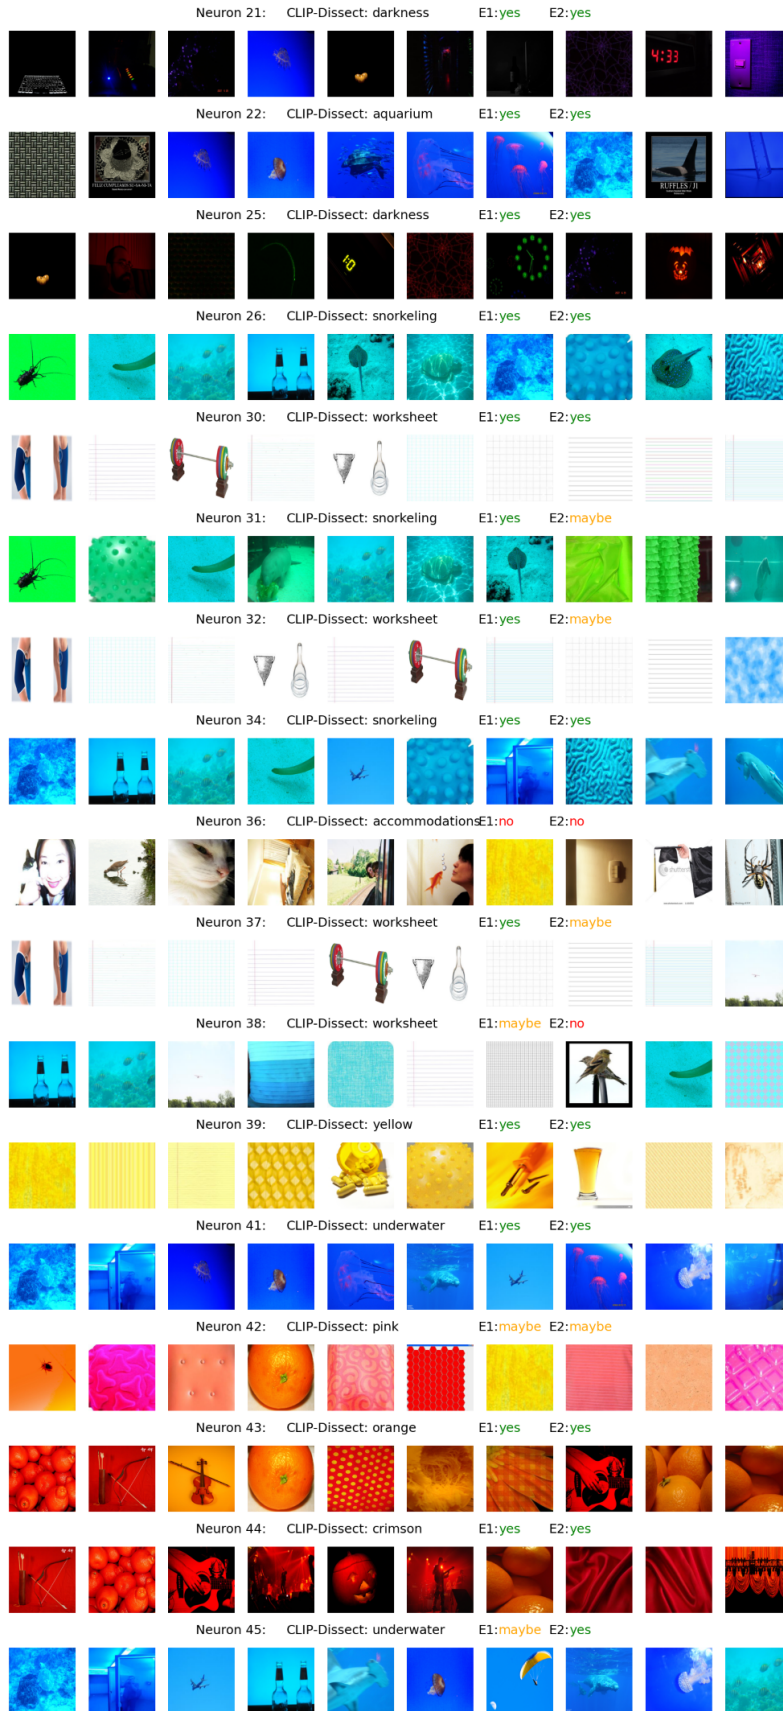 Neuron 21: CLIP-Dissect: darkness E1:yes E2:yes
4:33
Neuron 22: CLIP-Dissect: aquarium E1:yes E2:yes
RUFFLES / J1
Neuron 25: CLIP-Dissect: darkness E1:yes E2:yes
Neuron 26: CLIP-Dissect: snorkeling E1:yes E2:yes
Neuron 30: CLIP-Dissect: worksheet E1:yes E2:yes
Neuron 31: CLIP-Dissect: snorkeling E1:yes E2:maybe
Neuron 32: CLIP-Dissect: worksheet E1:yes E2:maybe
Neuron 34: CLIP-Dissect: snorkeling E1:yes E2:yes
Neuron 36: CLIP-Dissect: accommodationsE1:no E2:no
Neuron 37: CLIP-Dissect: worksheet E1:yes E2:maybe
Neuron 38: CLIP-Dissect: worksheet E1:maybe E2:no
Neuron 39: CLIP-Dissect: yellow E1:yes E2:yes
Neuron 41: CLIP-Dissect: underwater E1:yes E2:yes
Neuron 42: CLIP-Dissect: pink E1:maybe E2:maybe
Neuron 43: CLIP-Dissect: orange E1:yes E2:yes
Neuron 44: CLIP-Dissect: crimson E1:yes E2:yes
Neuron 45: CLIP-Dissect: underwater E1:maybe E2:yes